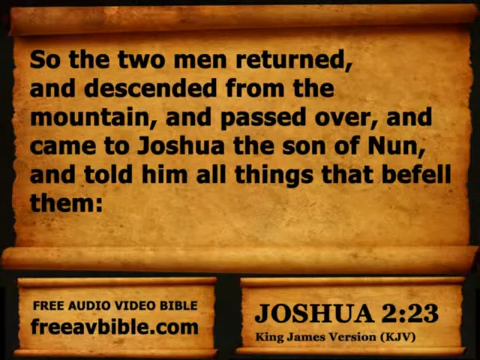 So the two men returned,
and descended from the
mountain, and passed over, and
came to Joshua the son of Nun,
and told him all things that befell
them:
FREE AUDIO VIDEO BIBLE
freeavbible.com
JOSHUA 2:23
King James Version (KJV)